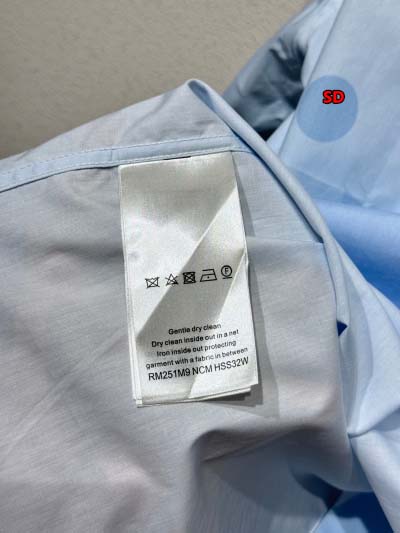 SD
F
Gentle dry clean
Dry clean inside out in a net
Iron inside out protecting
garment with a fabric in between
RM251M9 NCM HSS32W